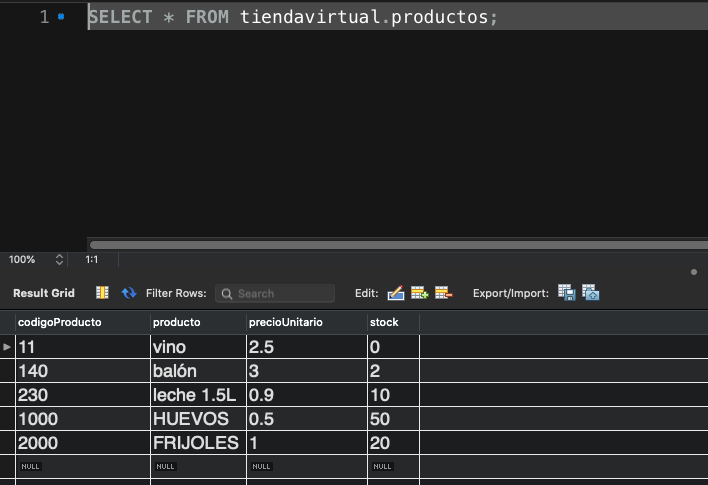 1 SELECT * FROM tiendavirtual.productos;
100% 1:1
Result Grid Filter Rows: Search Edit: Export/Import:
codigoProducto producto precioUnitario stock
11 vino 2.5 0
140 balón 3 2
230 leche 1.5L 0.9 10
1000 HUEVOS 0.5 50
2000 FRIJOLES 1 20
NULL NULL NULL NULL